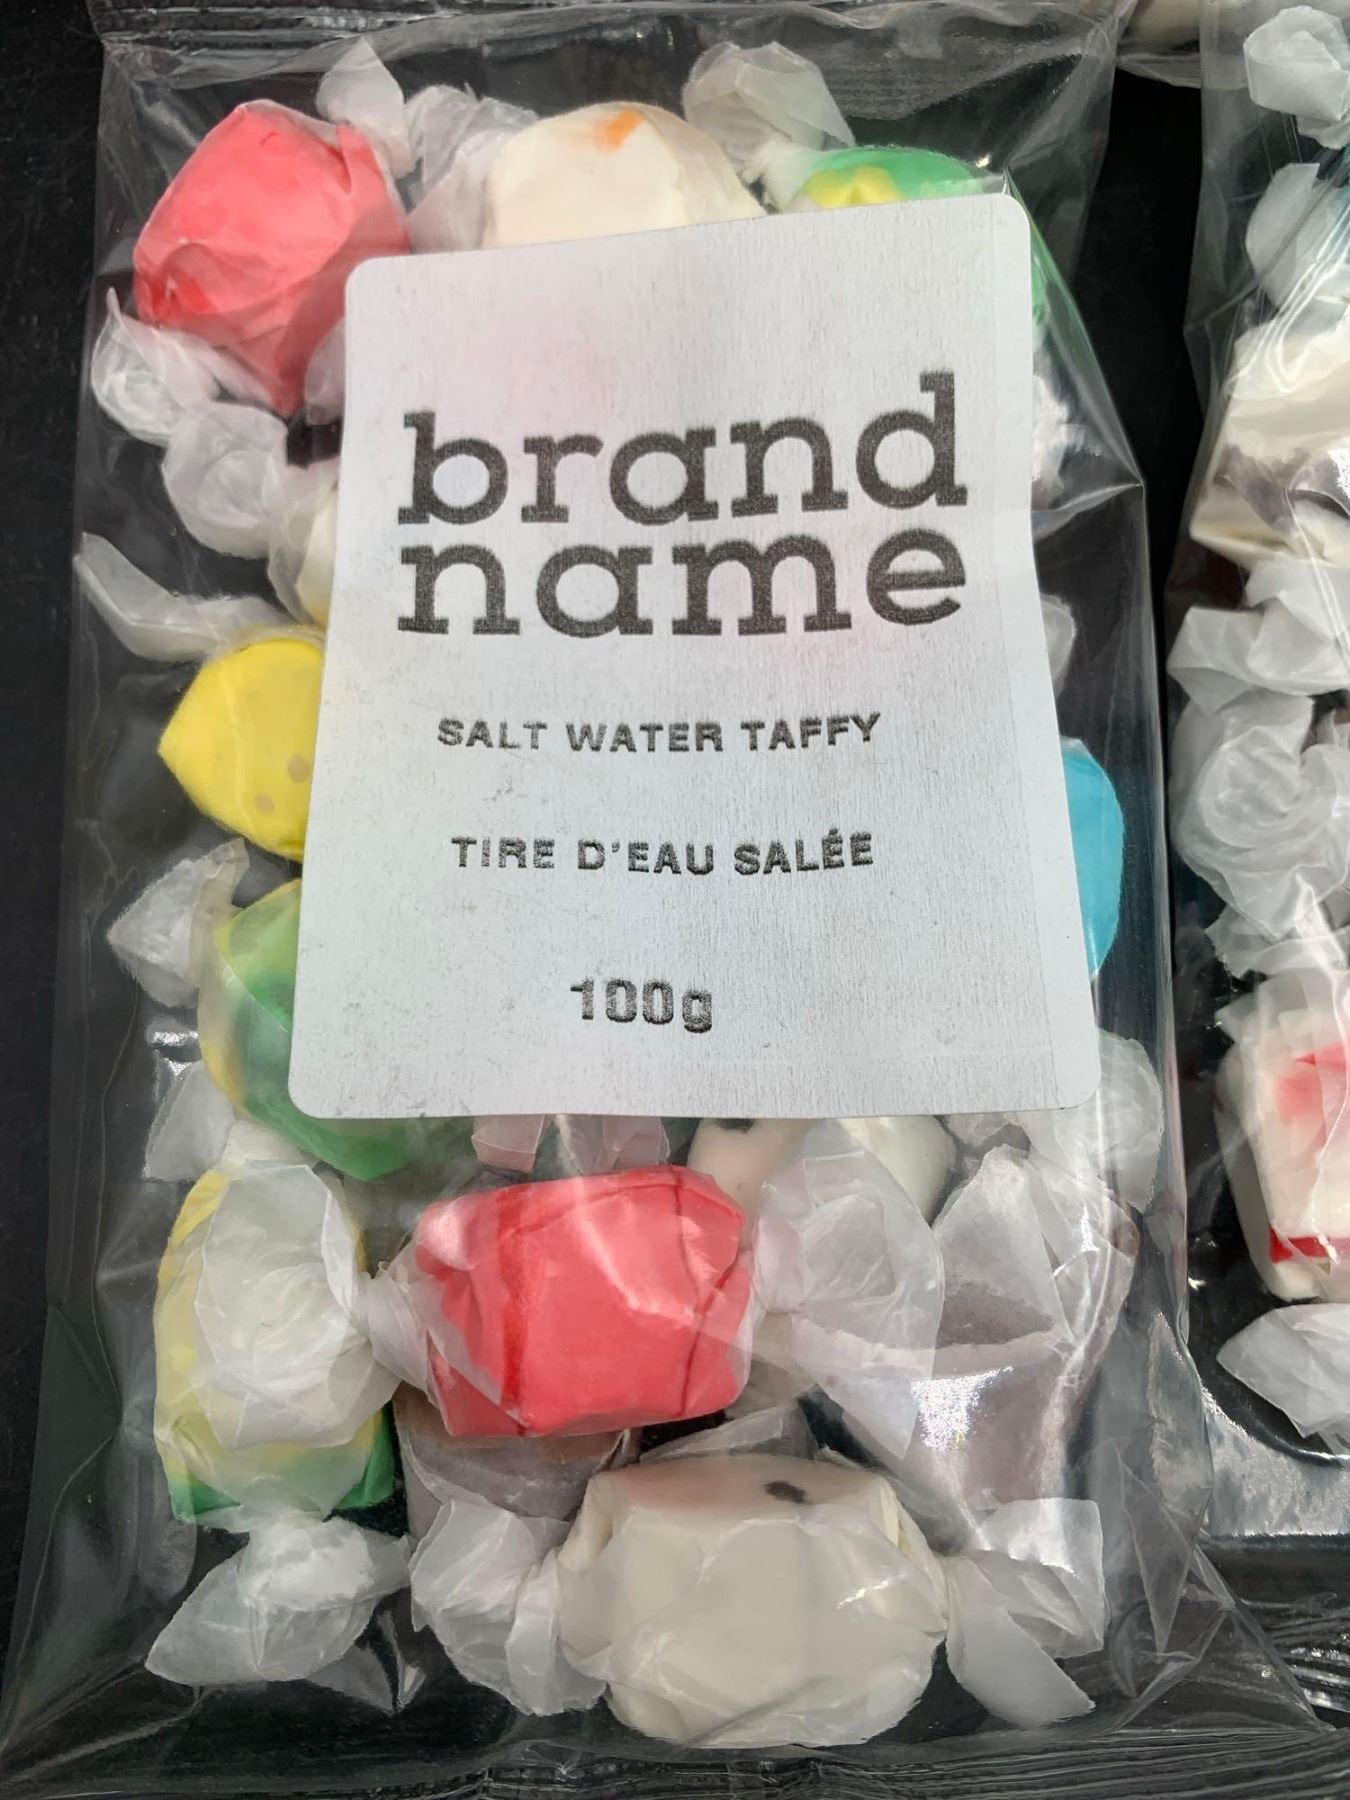 brand
name
SALT WATER TAFFY
TIRE D'EAU SALÉE
100g